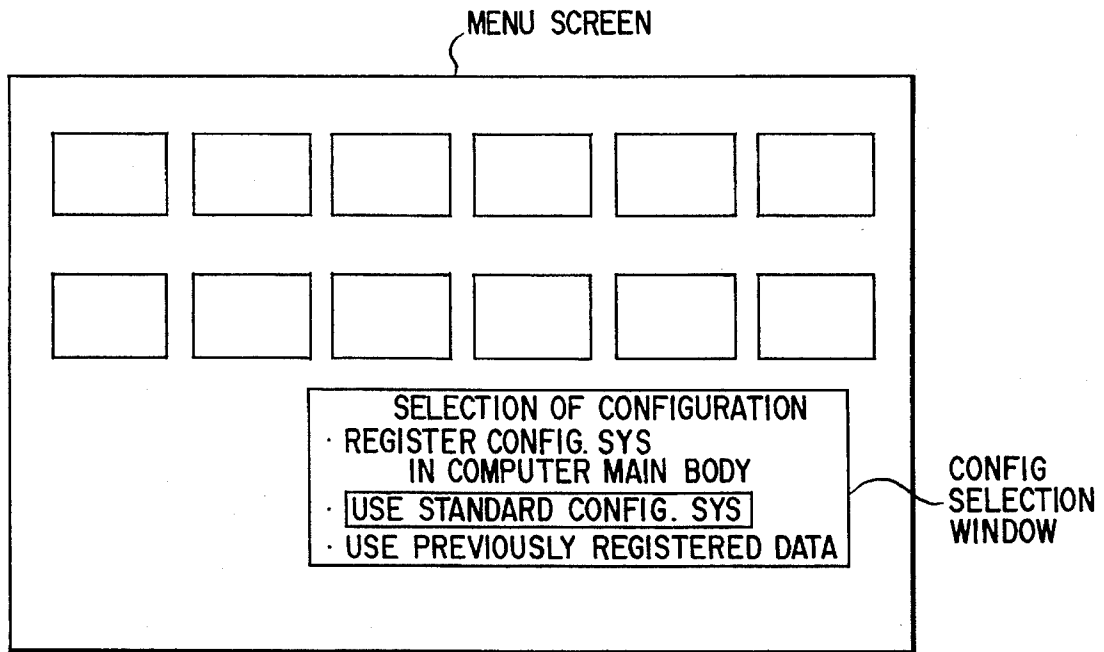 MENU SCREEN
SELECTION OF CONFIGURATION
· REGISTER CONFIG. SYS
IN COMPUTER MAIN BODY
· USE STANDARD CONFIG. SYS
· USE PREVIOUSLY REGISTERED DATA
CONFIG
SELECTION
WINDOW